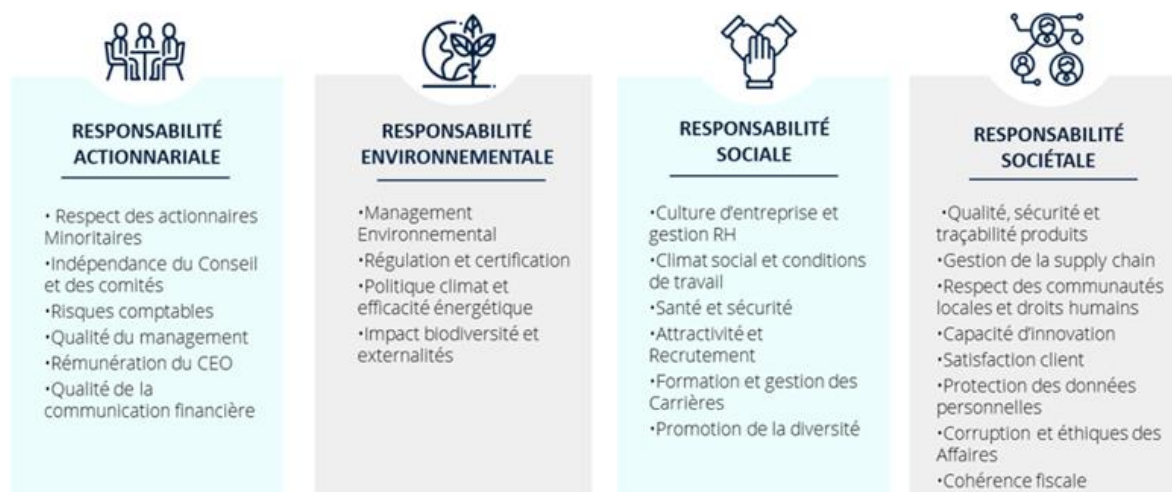 RESPONSABILITÉ
ACTIONNARIALE
• Respect des actionnaires
Minoritaires
•Indépendance du Conseil
et des comités
•Risques comptables
•Qualité du management
•Rémunération du CEO
•Qualité de la
communication financière
RESPONSABILITÉ
ENVIRONNEMENTALE
•Management
Environnemental
•Régulation et certification
•Politique climat et
efficacité énergétique
•Impact biodiversité et
externalités
RESPONSABILITÉ
SOCIALE
•Culture d'entreprise et
gestion RH
•Climat social et conditions
de travail
•Santé et sécurité
•Attractivité et
Recrutement
•Formation et gestion des
Carrières
•Promotion de la diversité
RESPONSABILITÉ
SOCIÉTALE
•Qualité, sécurité et
traçabilité produits
•Gestion de la supply chain
•Respect des communautés
locales et droits humains
•Capacité d'innovation
•Satisfaction client
•Protection des données
personnelles
•Corruption et éthiques des
Affaires
•Cohérence fiscale